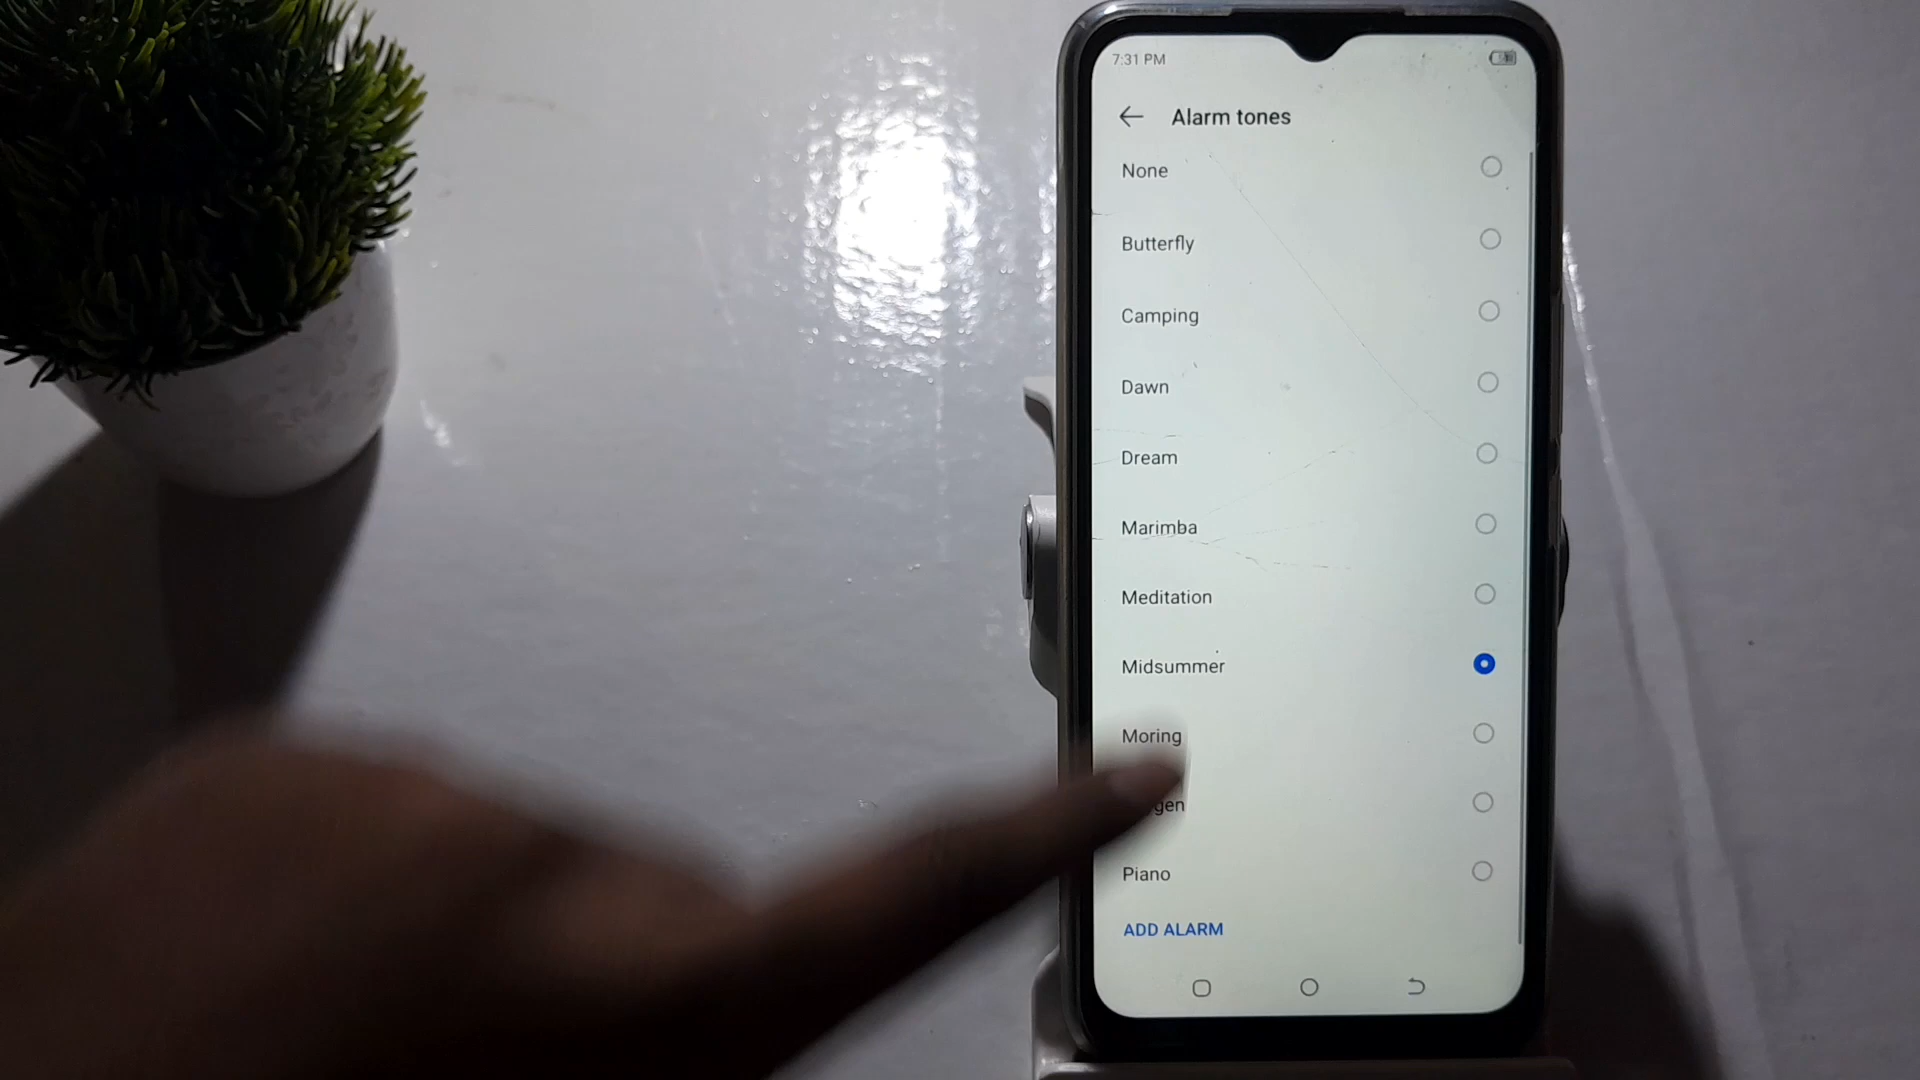 7:31 PM
Alarm tones
None
Butterfly
Camping
Dawn
Dream
Marimba
Meditation
Midsummer
Moring
Piano
ADD ALARM